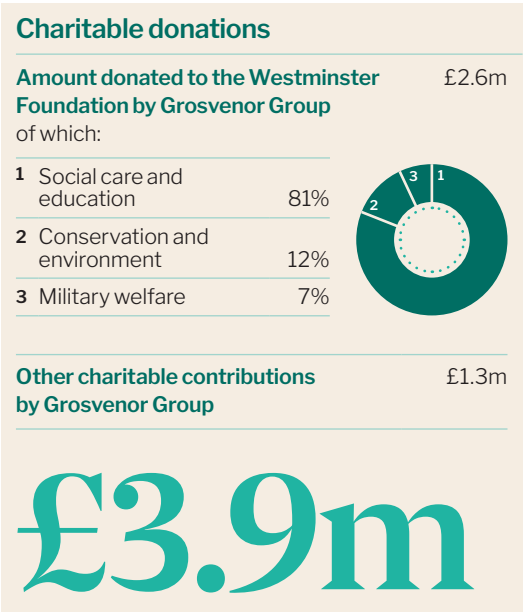 Charitable donations
Amount donated to the Westminster £2.6m
Foundation by Grosvenor Group
of which:
1 Social care and
education 81%
2 Conservation and
environment 12%
3 Military welfare 7%
3 1
2
Other charitable contributions £1.3m
by Grosvenor Group
£3.9m